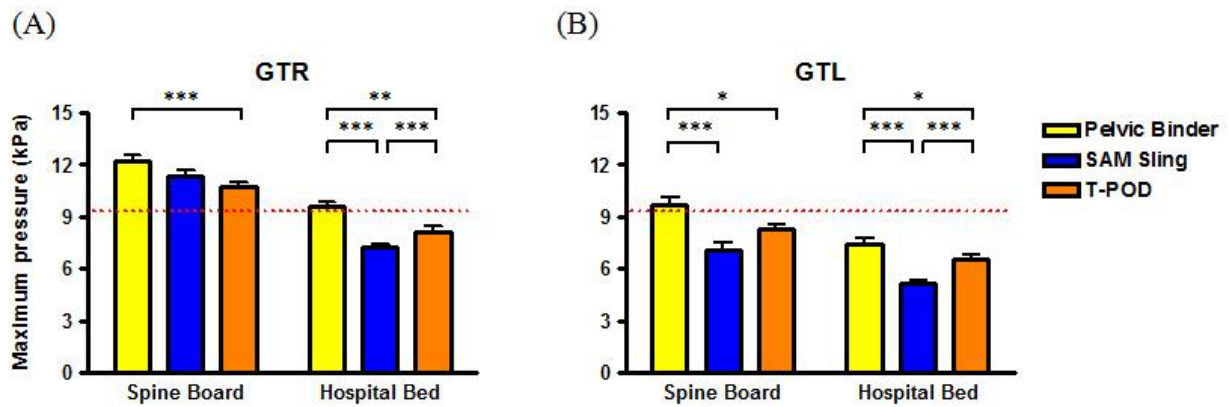 (A)
GTR
Maximum pressure (kPa)
15
12
9
6
3
0
***
**
***
***
Spine Board
Hospital Bed
(B)
GTL
15
12
9
6
3
0
*
***
*
***
***
Spine Board
Hospital Bed
Pelvic Binder
SAM Sling
T-POD